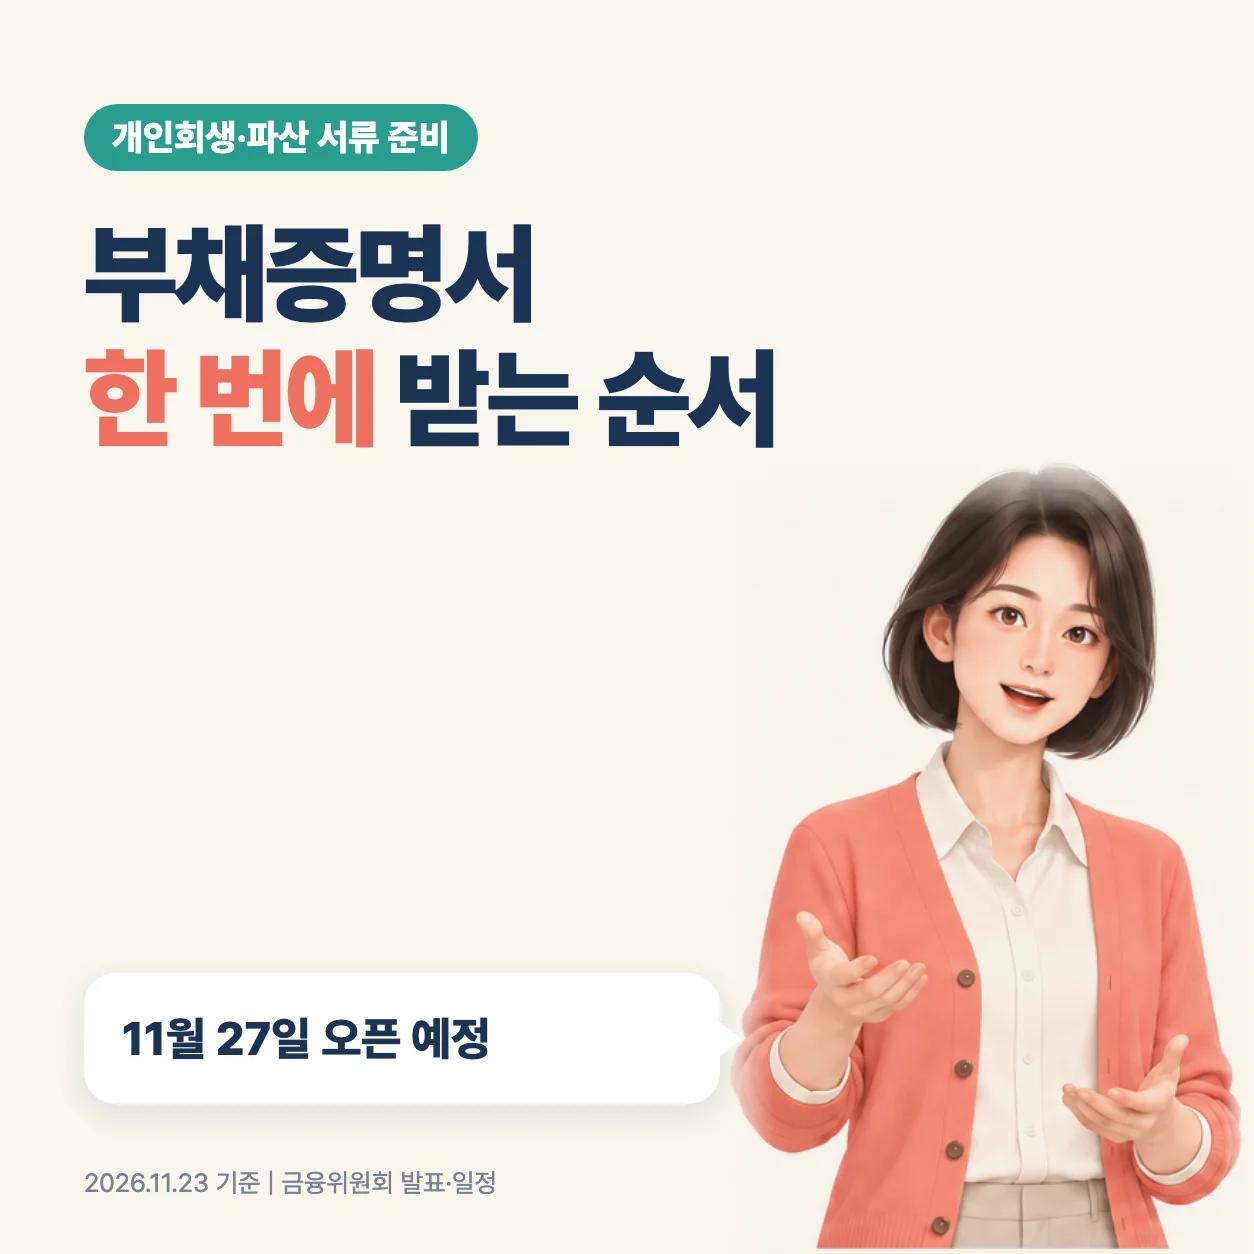 개인회생·파산 서류 준비
부채증명서
한 번에 받는 순서
11월 27일 오픈 예정
2026.11.23 기준 | 금융위원회 발표·일정